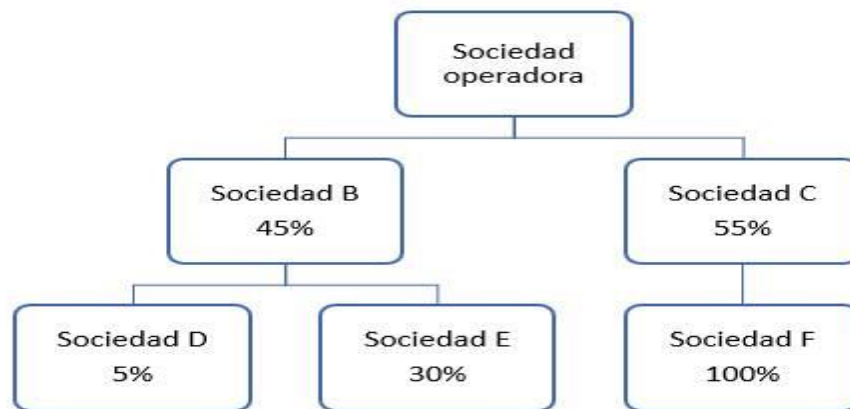 Sociedad
operadora
Sociedad B
45%
Sociedad C
55%
Sociedad D
5%
Sociedad E
30%
Sociedad F
100%